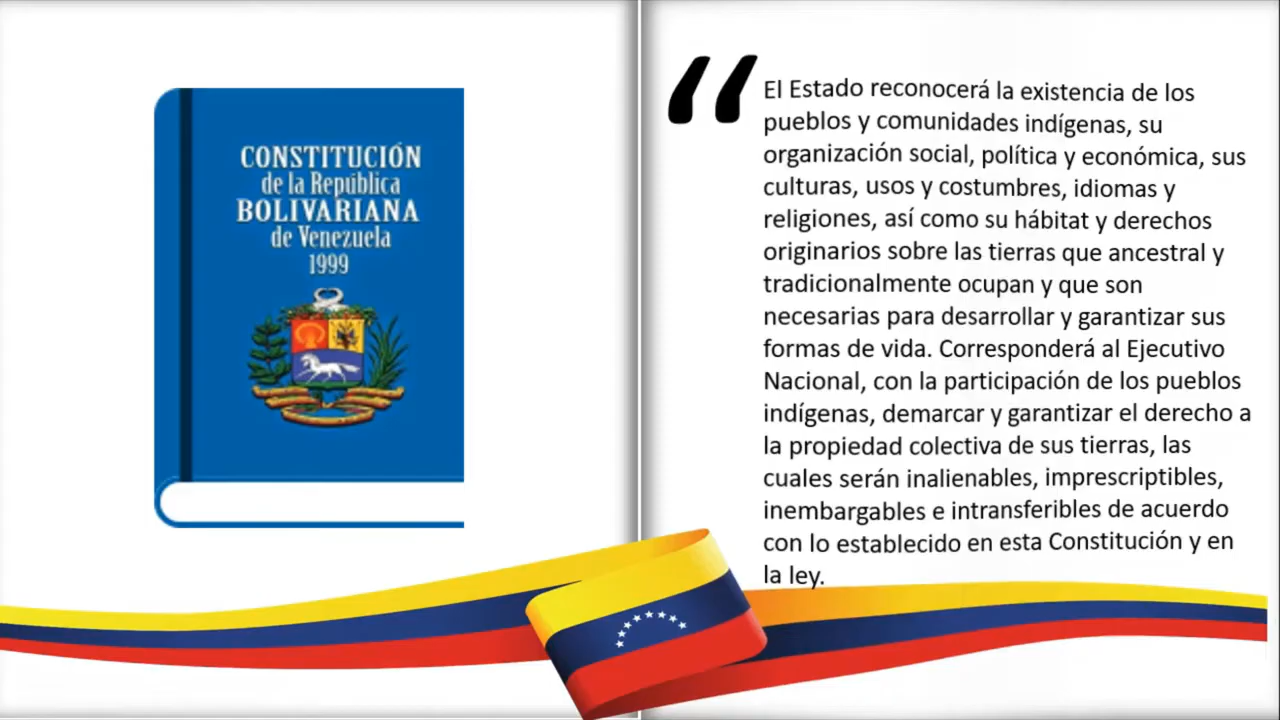 CONSTITUCIÓN
de la República
BOLIVARIANA
de Venezuela
1999
“ El Estado reconocerá la existencia de los
pueblos y comunidades indígenas, su
organización social, política y económica, sus
culturas, usos y costumbres, idiomas y
religiones, así como su hábitat y derechos
originarios sobre las tierras que ancestral y
tradicionalmente ocupan y que son
necesarias para desarrollar y garantizar sus
formas de vida. Corresponderá al Ejecutivo
Nacional, con la participación de los pueblos
indígenas, demarcar y garantizar el derecho a
la propiedad colectiva de sus tierras, las
cuales serán inalienables, imprescriptibles,
inembargables e intransferibles de acuerdo
con lo establecido en esta Constitución y en
la ley.